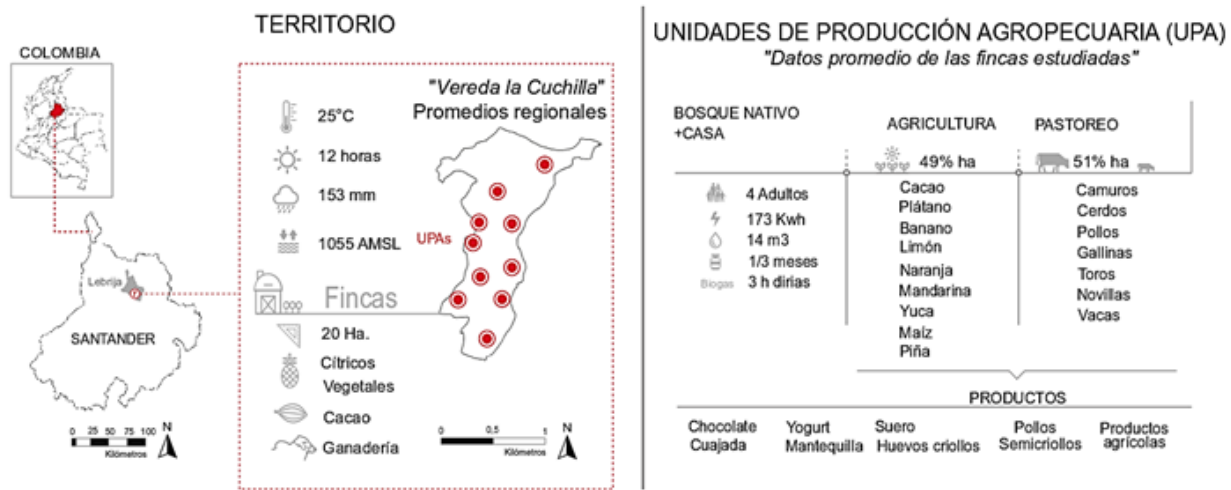 TERRITORIO
COLOMBIA
Lebrija
SANTANDER
0 25 50 75 100
Kilómetros
N
"Vereda la Cuchilla"
Promedios regionales
25°C
12 horas
153 mm
1055 AMSL
UPAs
Fincas
20 Ha.
Cítricos
Vegetales
Cacao
Ganadería
0 0,5 1
Kilómetros
N
UNIDADES DE PRODUCCIÓN AGROPECUARIA (UPA)
"Datos promedio de las fincas estudiadas"
BOSQUE NATIVO
+CASA
4 Adultos
173 Kwh
14 m3
1/3 meses
Biogas 3 h dirias
AGRICULTURA
49% ha
Cacao
Plátano
Banano
Limón
Naranja
Mandarina
Yuca
Maíz
Piña
PASTOREO
51% ha
Camuros
Cerdos
Pollos
Gallinas
Toros
Novillas
Vacas
PRODUCTOS
Chocolate
Cuajada
Yogurt
Mantequilla
Suero
Huevos criollos
Pollos
Semicriollos
Productos
agrícolas